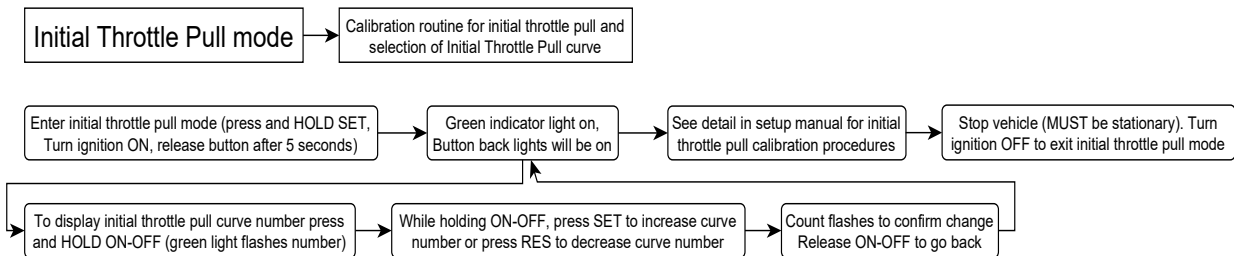 Initial Throttle Pull mode
Calibration routine for initial throttle pull and
selection of Initial Throttle Pull curve
Enter initial throttle pull mode (press and HOLD SET,
Turn ignition ON, release button after 5 seconds)
Green indicator light on,
Button back lights will be on
See detail in setup manual for initial
throttle pull calibration procedures
Stop vehicle (MUST be stationary). Turn
ignition OFF to exit initial throttle pull mode
To display initial throttle pull curve number press
and HOLD ON-OFF (green light flashes number)
While holding ON-OFF, press SET to increase curve
number or press RES to decrease curve number
Count flashes to confirm change
Release ON-OFF to go back